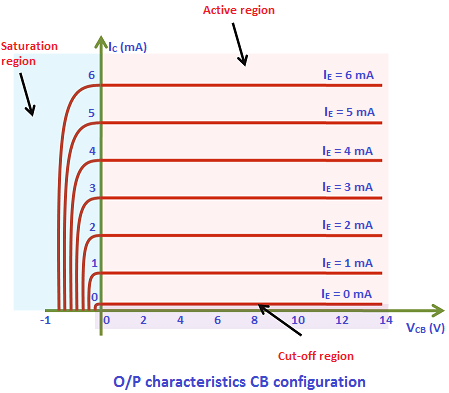 Active region
Saturation
region
IC (mA)
6
IE = 6 mA
5
IE = 5 mA
4
IE = 4 mA
3
IE = 3 mA
2
IE = 2 mA
1
IE = 1 mA
0
IE = 0 mA
-1 0 2 4 6 8 10 12 14
VCB (V)
Cut-off region
O/P characteristics CB configuration